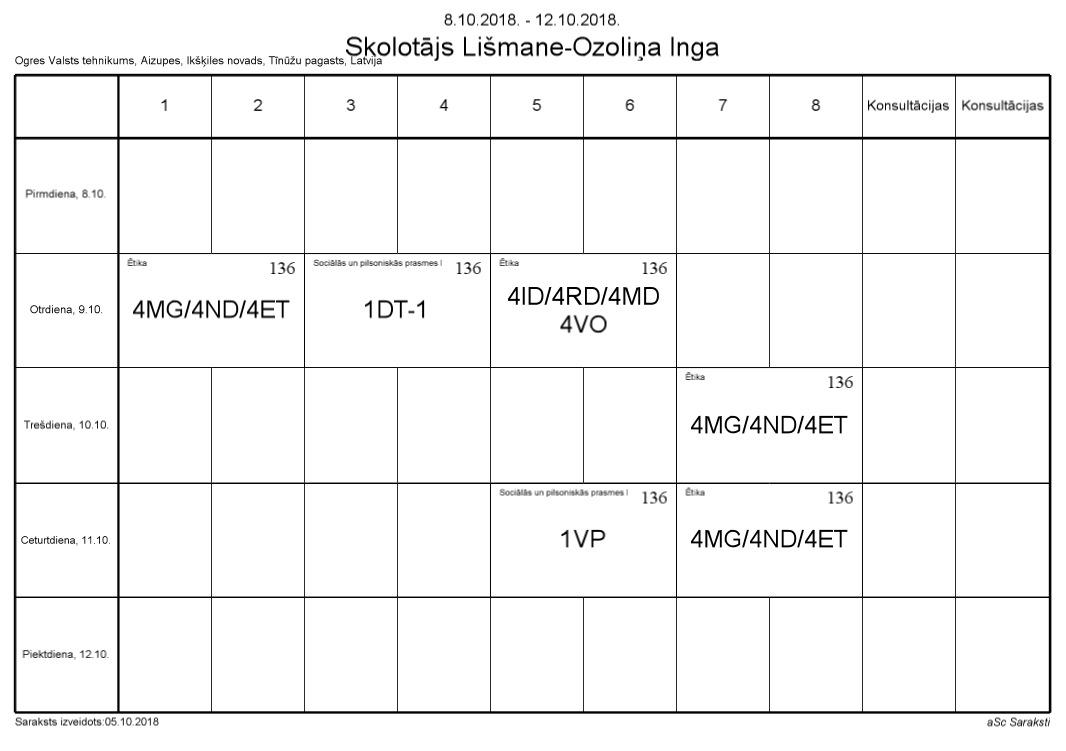 8.10.2018. - 12.10.2018.
Skolotājs Lišmane-Ozoliņa Inga
Ogres Valsts tehnikums, Aizupes, Ikšķiles novads, Tīnūžu pagasts, Latvija
1 2 3 4 5 6 7 8 Konsultācijas Konsultācijas
Pirmdiena, 8.10.
Ētika 136 Sociālās un pilsoniskās prasmes I 136 Ētika 136
Otrdiena, 9.10. 4MG/4ND/4ET 1DT-1 4ID/4RD/4MD
4VO
Ētika 136
Trešdiena, 10.10. 4MG/4ND/4ET
Sociālās un pilsoniskās prasmes I 136 Ētika 136
Ceturtdiena, 11.10. 1VP 4MG/4ND/4ET
Piektdiena, 12.10.
Saraksts izveidots:05.10.2018 aSc Saraksti